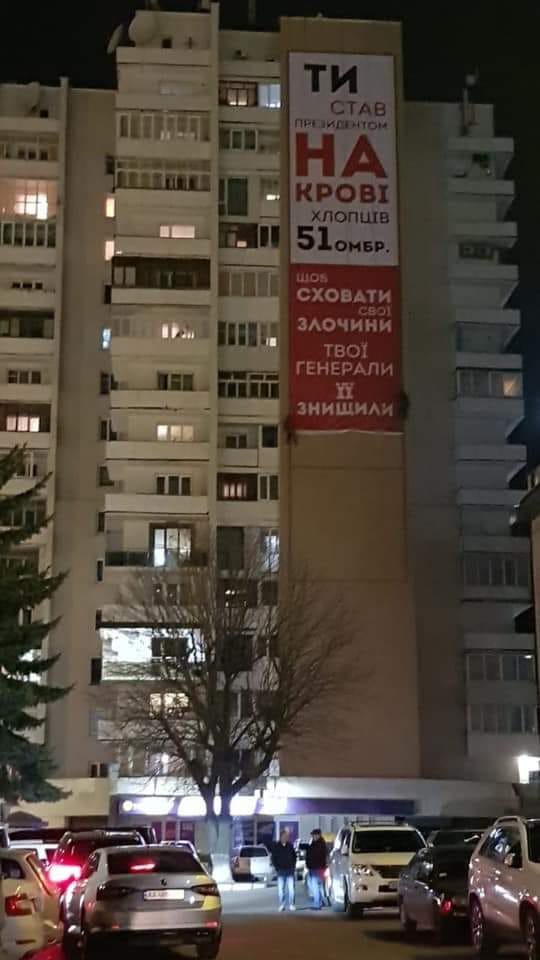 ТИ
СТАВ
ПРЕЗИДЕНТОМ
НА
КРОВІ
ХЛОПЦІВ
51 ОМБР.
ЩОБ
СХОВАТИ
СВОЇ
ЗЛОЧИНИ
ТВОЇ
ГЕНЕРАЛИ
ЇЇ
ЗНИЩИЛИ